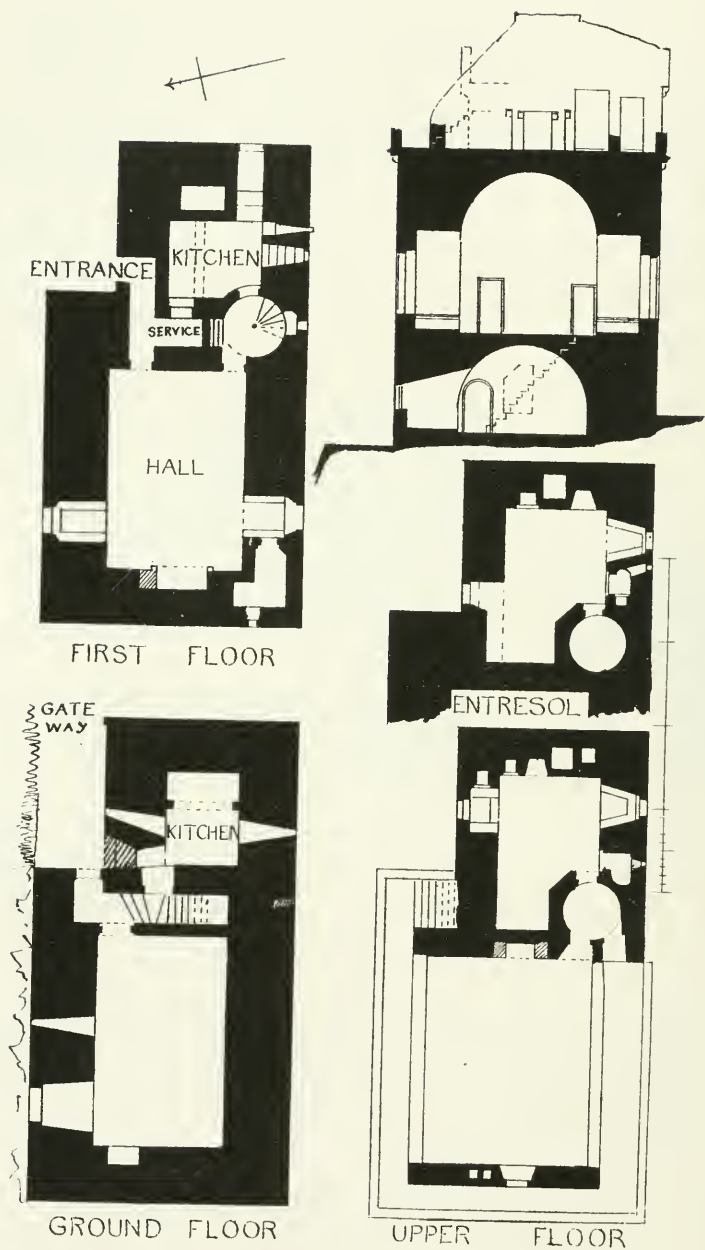 KITCHEN
ENTRANCE
SERVICE
HALL
FIRST FLOOR
ENTRESOL
GATE
WAY
KITCHEN
GROUND FLOOR
UPPER FLOOR